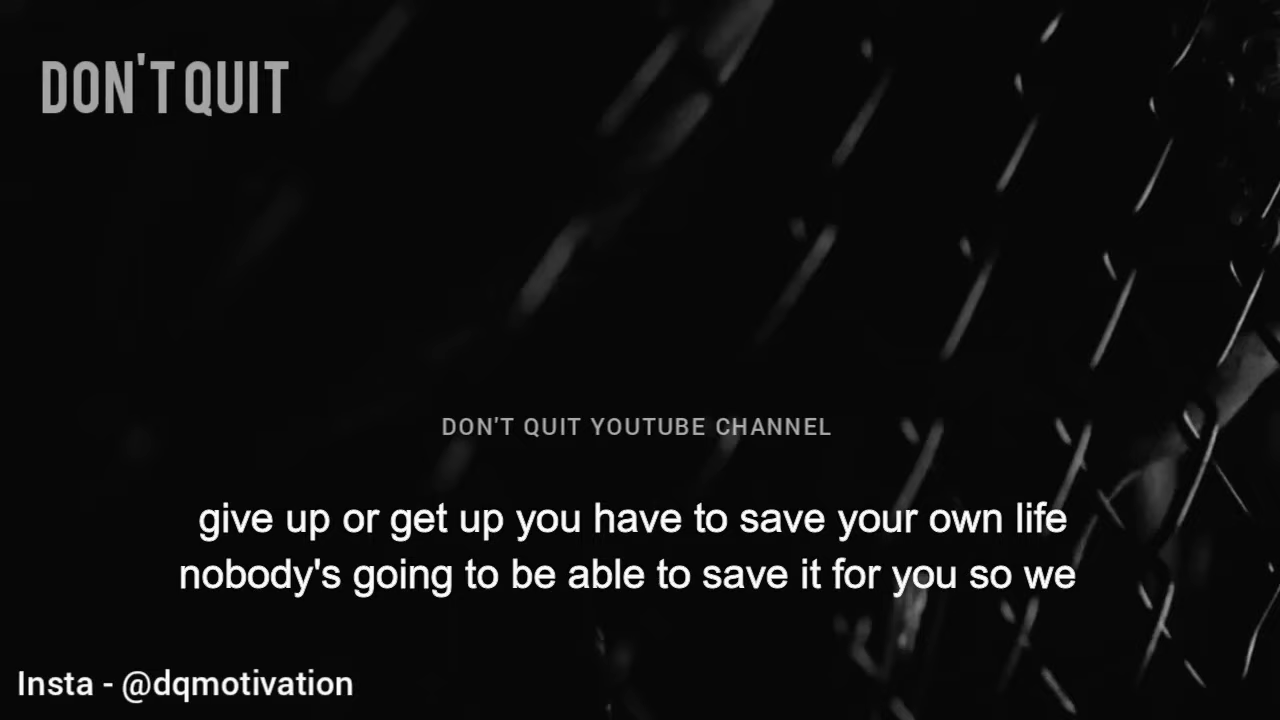 DON'T QUIT
DON'T QUIT YOUTUBE CHANNEL
give up or get up you have to save your own life
nobody's going to be able to save it for you so we
Insta - @dqmotivation